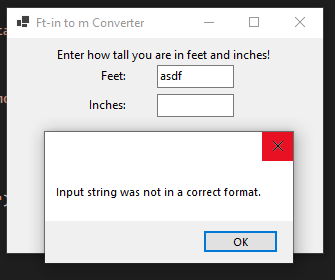 Ft-in to m Converter
Enter how tall you are in feet and inches!
Feet:
asdf
Inches:
Input string was not in a correct format.
OK